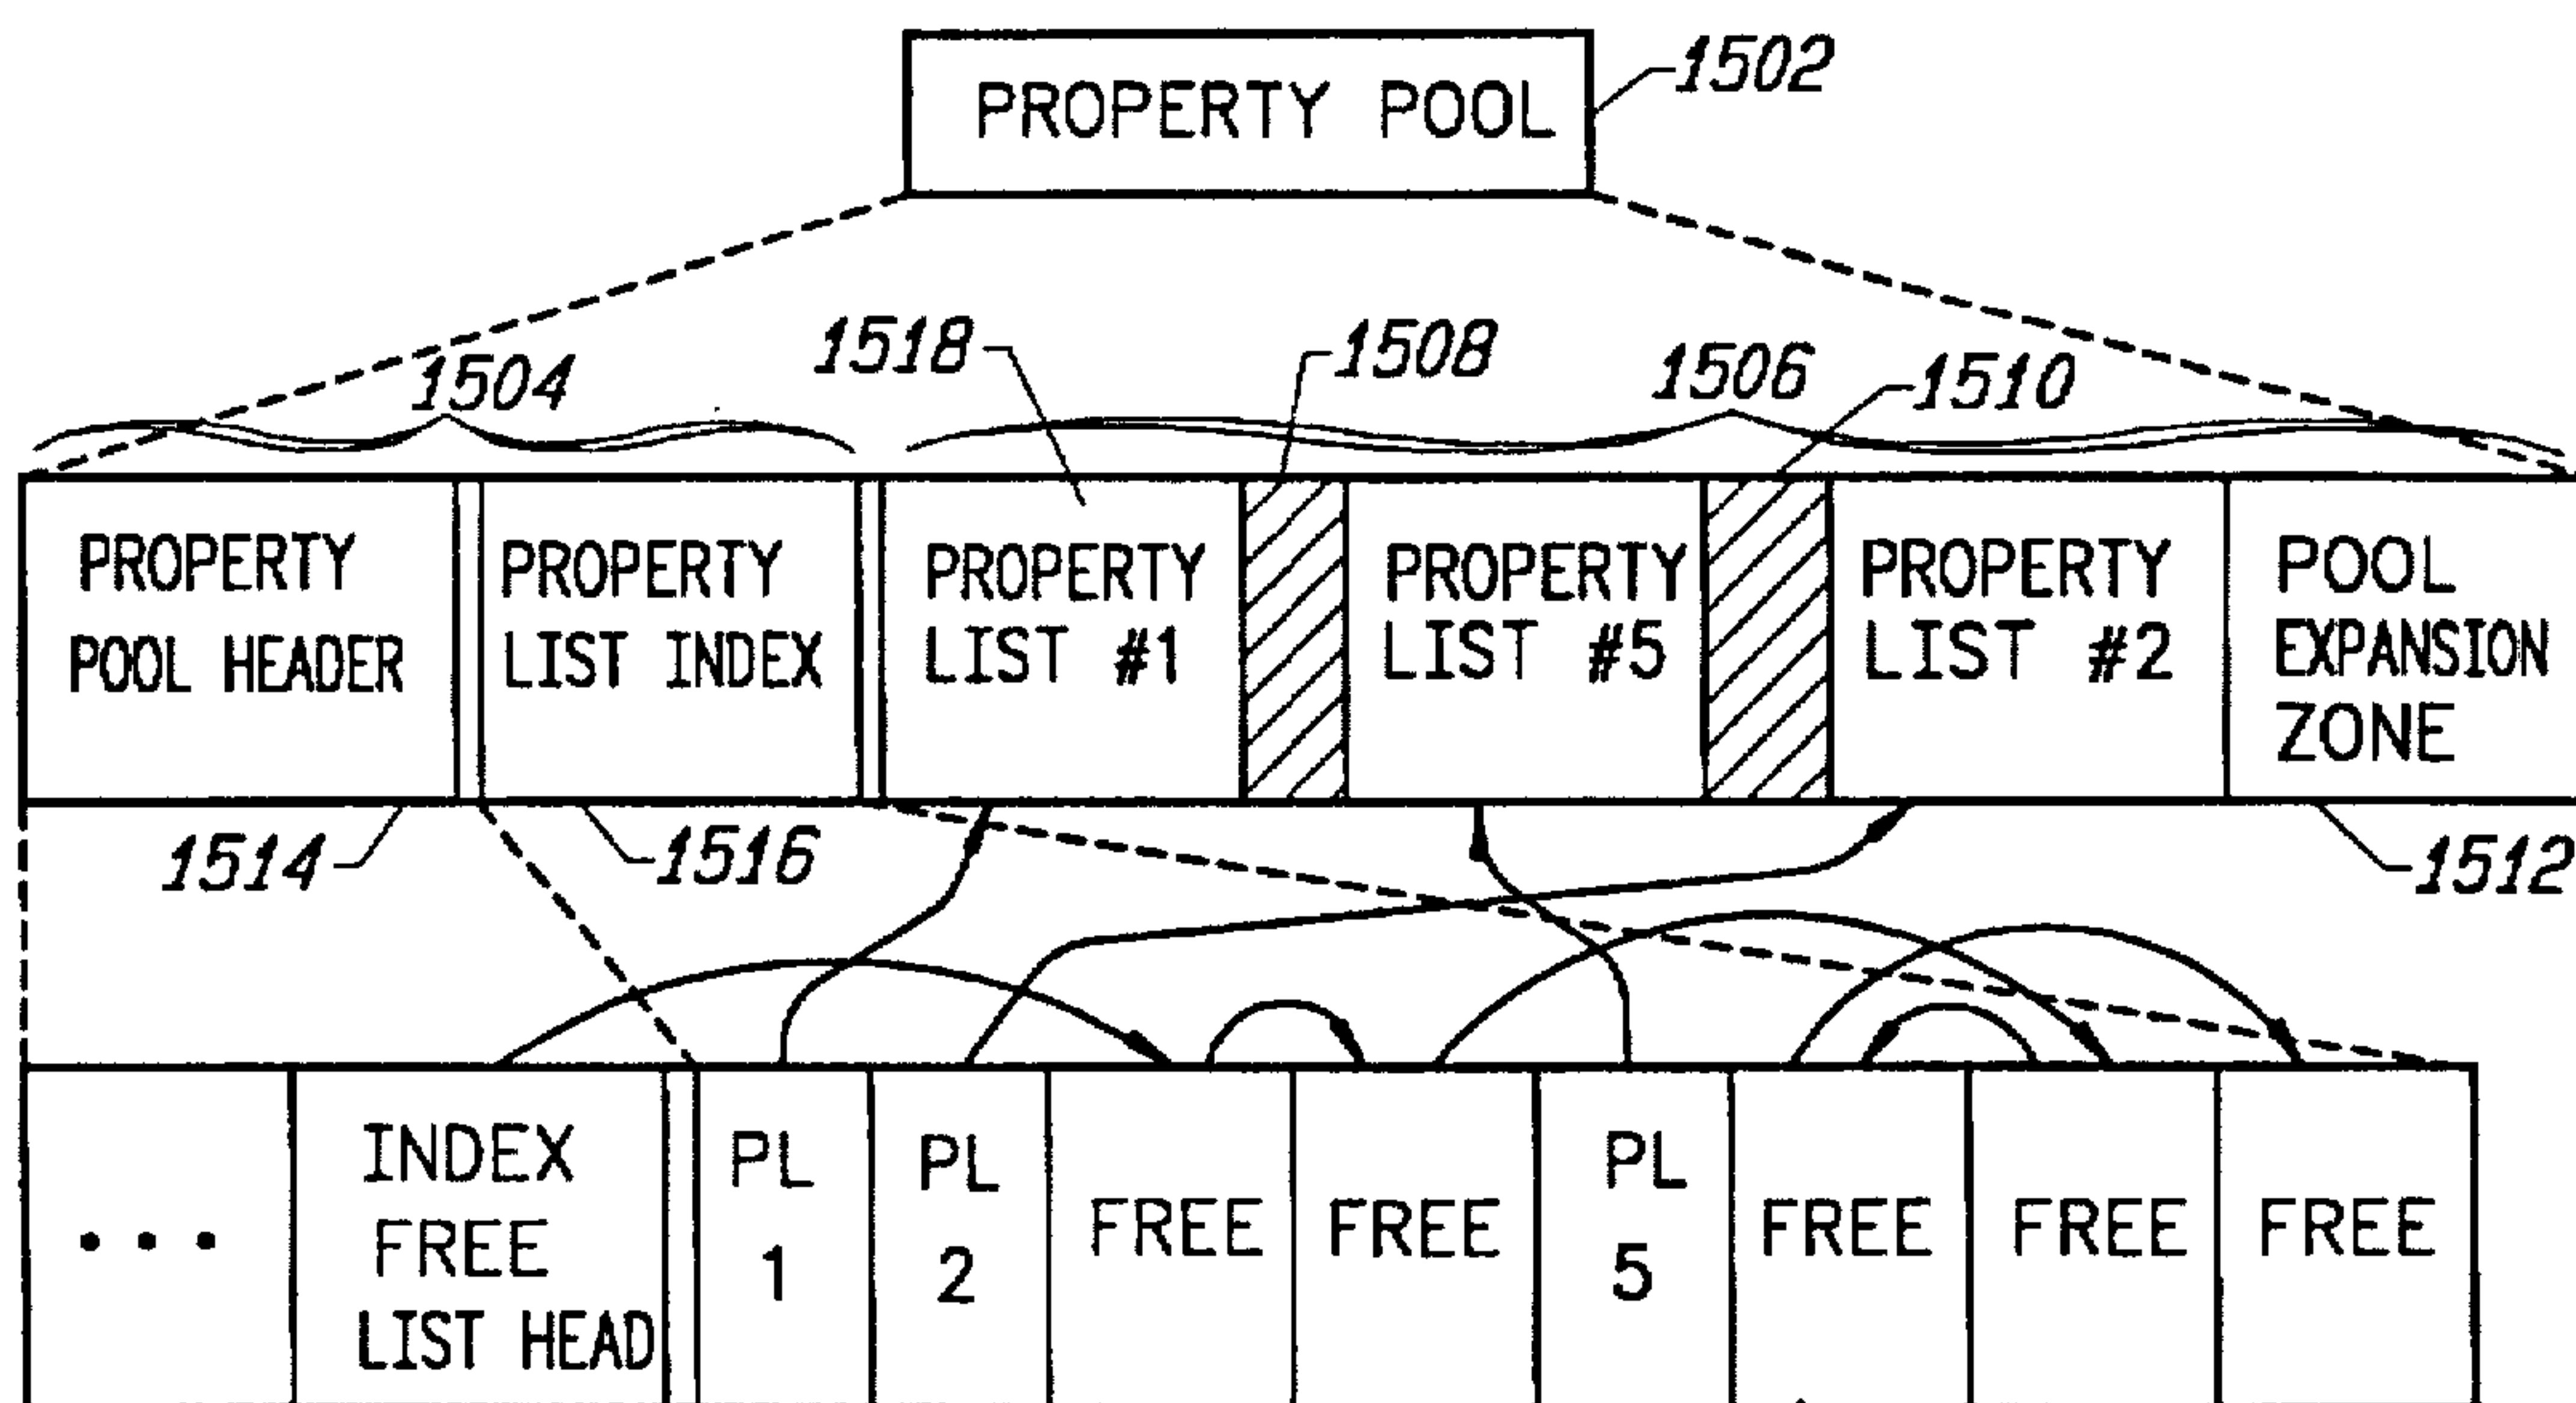 PROPERTY POOL
1502
1504
1518
1508
1506
1510
PROPERTY
POOL HEADER
PROPERTY
LIST INDEX
PROPERTY
LIST #1
PROPERTY
LIST #5
PROPERTY
LIST #2
POOL
EXPANSION
ZONE
1514
1516
1512
• • •
INDEX
FREE
LIST HEAD
PL
1
PL
2
FREE
FREE
PL
5
FREE
FREE
FREE